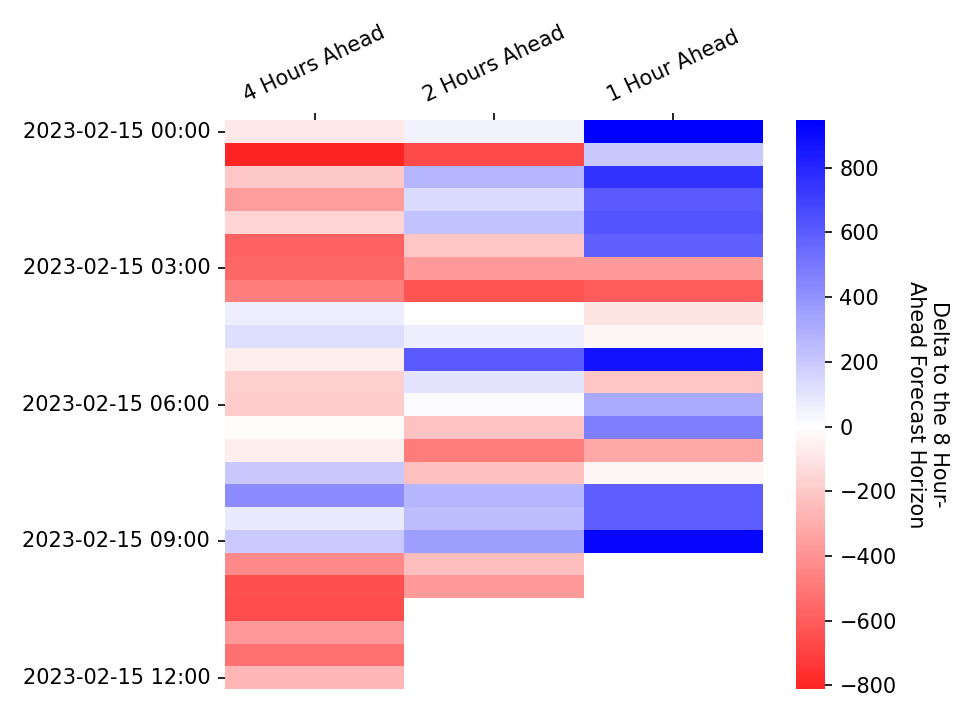 4 Hours Ahead
2 Hours Ahead
1 Hour Ahead
2023-02-15 00:00
2023-02-15 03:00
2023-02-15 06:00
2023-02-15 09:00
2023-02-15 12:00
800
600
400
200
0
−200
−400
−600
−800
Delta to the 8 Hour-
Ahead Forecast Horizon